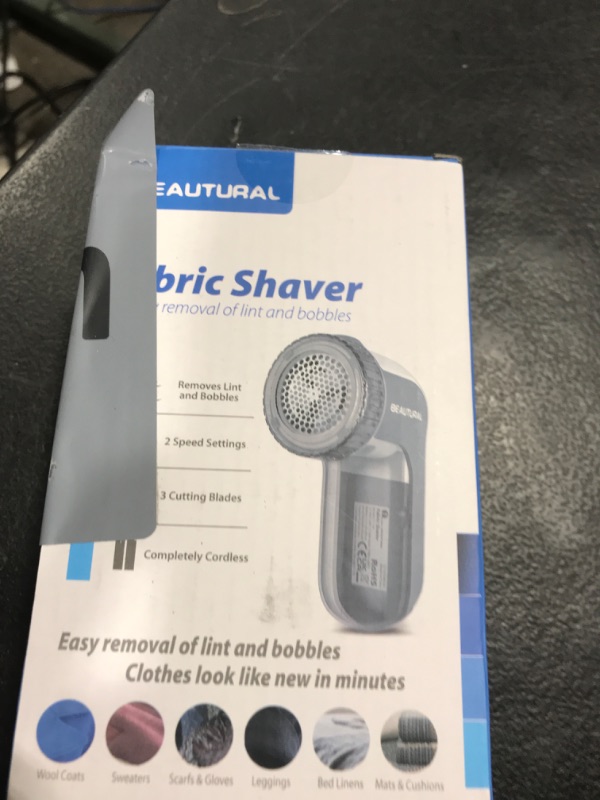 EAUTURAL
bric Shaver
removal of lint and bobbles
Removes Lint
and Bobbles
BEAUTURAL
2 Speed Settings
3 Cutting Blades
Completely Cordless
Easy removal of lint and bobbles
Clothes look like new in minutes
Wool Coats Sweaters Scarfs & Gloves Leggings Bed Linens Mats & Cushions